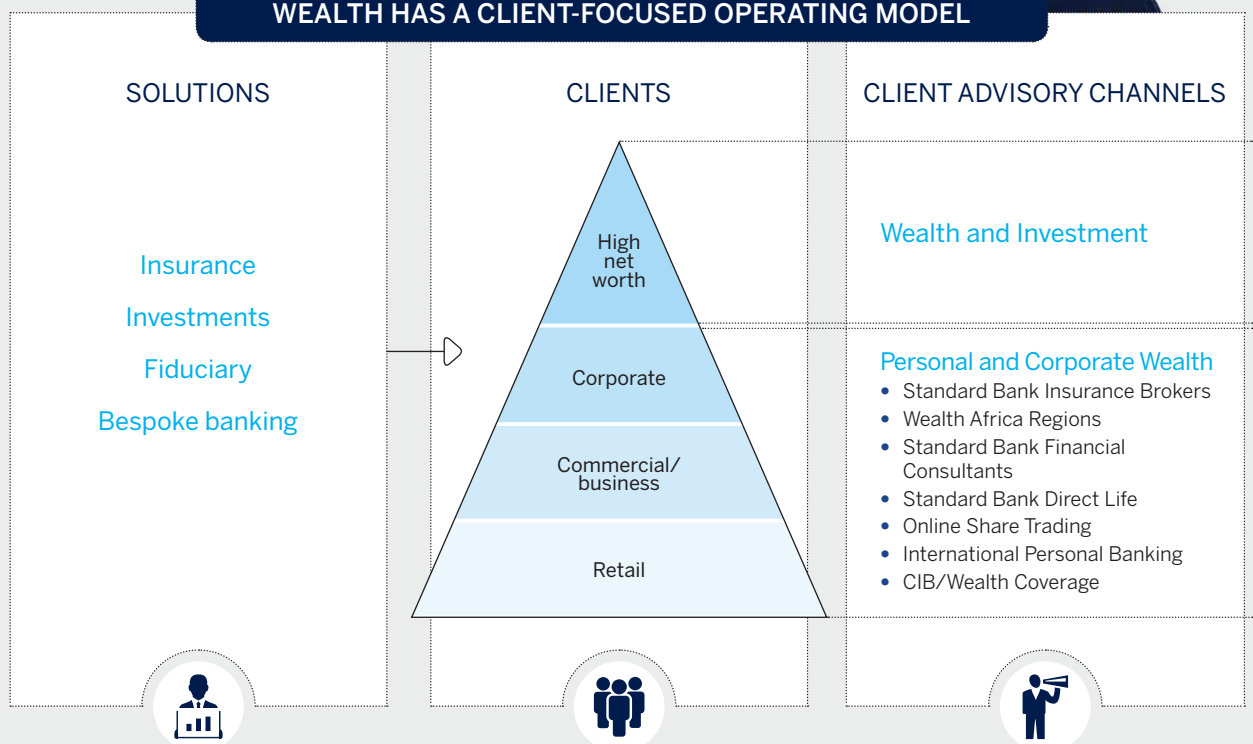 WEALTH HAS A CLIENT-FOCUSED OPERATING MODEL
SOLUTIONS
Insurance
Investments
Fiduciary
Bespoke banking
CLIENTS
High
net
worth
Corporate
Commercial/
business
Retail
CLIENT ADVISORY CHANNELS
Wealth and Investment
Personal and Corporate Wealth
• Standard Bank Insurance Brokers
• Wealth Africa Regions
• Standard Bank Financial
Consultants
• Standard Bank Direct Life
• Online Share Trading
• International Personal Banking
• CIB/Wealth Coverage